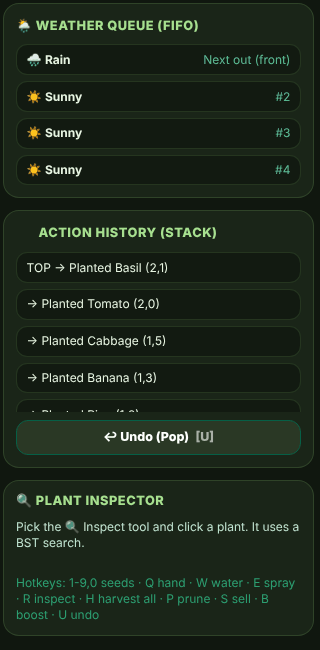 🌦️ WEATHER QUEUE (FIFO)
🌧️ Rain Next out (front)
☀️ Sunny #2
☀️ Sunny #3
☀️ Sunny #4
ACTION HISTORY (STACK)
TOP → Planted Basil (2,1)
→ Planted Tomato (2,0)
→ Planted Cabbage (1,5)
→ Planted Banana (1,3)
↩ Undo (Pop) [U]
🔍 PLANT INSPECTOR
Pick the 🔍 Inspect tool and click a plant. It uses a
BST search.
Hotkeys: 1-9,0 seeds · Q hand · W water · E spray
· R inspect · H harvest all · P prune · S sell · B
boost · U undo